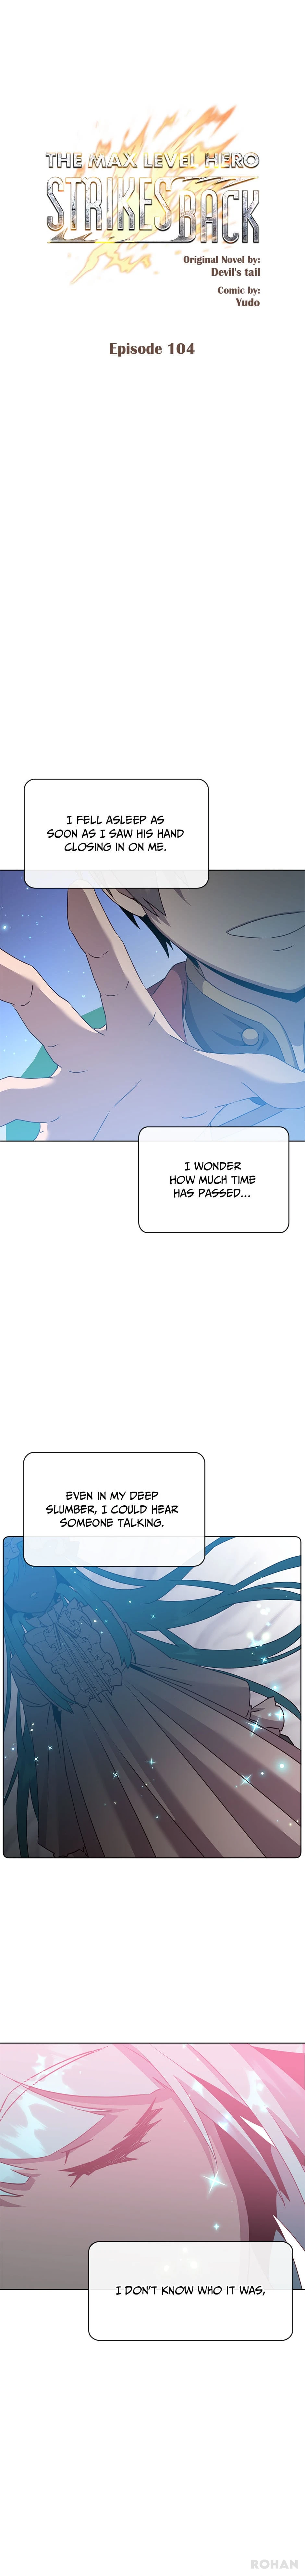 THE MAX LEVEL HERO
STRIKES BACK
Original Novel by:
Devil's tail
Comic by:
Yudo
Episode 104
I FELL ASLEEP AS
SOON AS I SAW HIS HAND
CLOSING IN ON ME.
I WONDER
HOW MUCH TIME
HAS PASSED...
EVEN IN MY DEEP
SLUMBER, I COULD HEAR
SOMEONE TALKING.
I DON'T KNOW WHO IT WAS,
ROHAN